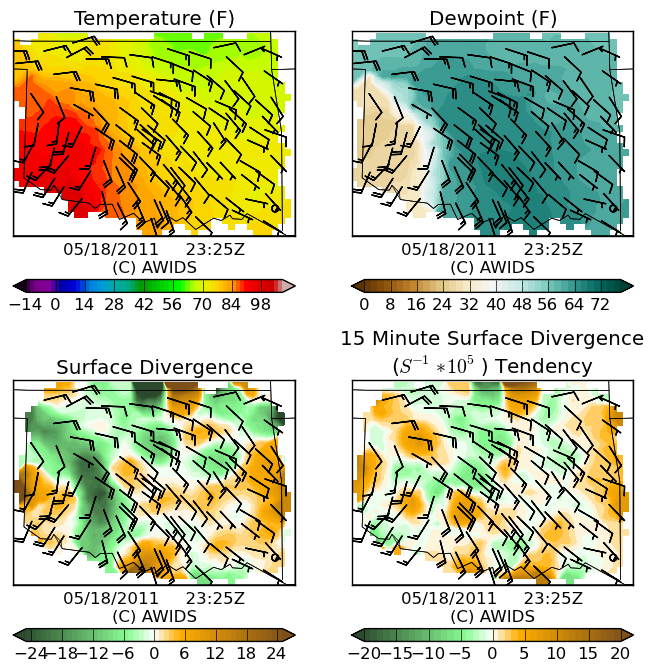 Temperature (F)
Dewpoint (F)
05/18/2011 23:25Z
(C) AWIDS
−14 0 14 28 42 56 70 84 98
05/18/2011 23:25Z
(C) AWIDS
0 8 16 24 32 40 48 56 64 72
Surface Divergence
15 Minute Surface Divergence
(S⁻¹ *10⁵ ) Tendency
05/18/2011 23:25Z
(C) AWIDS
−24 −18 −12 −6 0 6 12 18 24
05/18/2011 23:25Z
(C) AWIDS
−20 −15 −10 −5 0 5 10 15 20